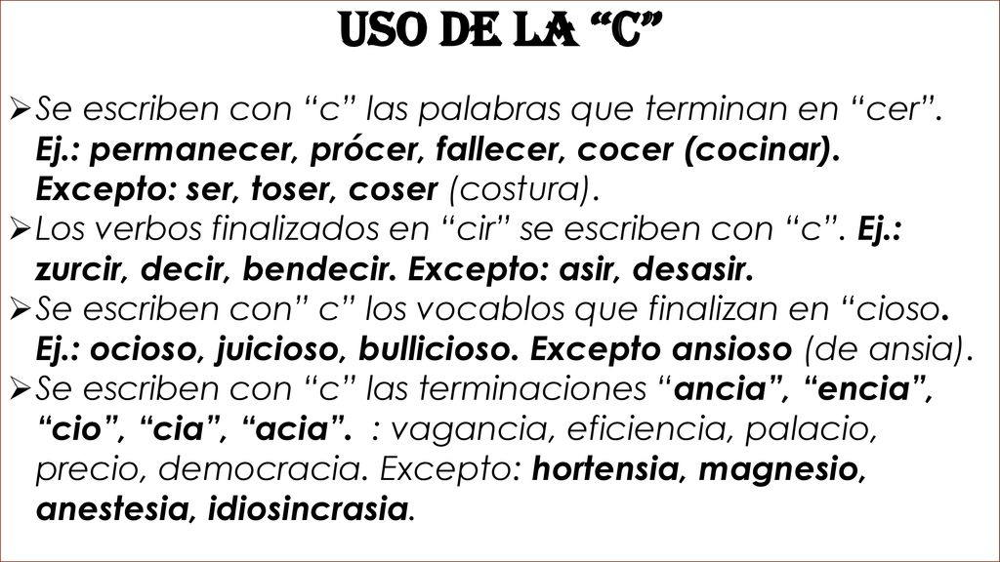 USO DE LA “C”
➢Se escriben con “c” las palabras que terminan en “cer”.
Ej.: permanecer, prócer, fallecer, cocer (cocinar).
Excepto: ser, toser, coser (costura).
➢Los verbos finalizados en “cir” se escriben con “c”. Ej.:
zurcir, decir, bendecir. Excepto: asir, desasir.
➢Se escriben con” c” los vocablos que finalizan en “cioso.
Ej.: ocioso, juicioso, bullicioso. Excepto ansioso (de ansia).
➢Se escriben con “c” las terminaciones “ancia”, “encia”,
“cio”, “cia”, “acia”. : vagancia, eficiencia, palacio,
precio, democracia. Excepto: hortensia, magnesio,
anestesia, idiosincrasia.